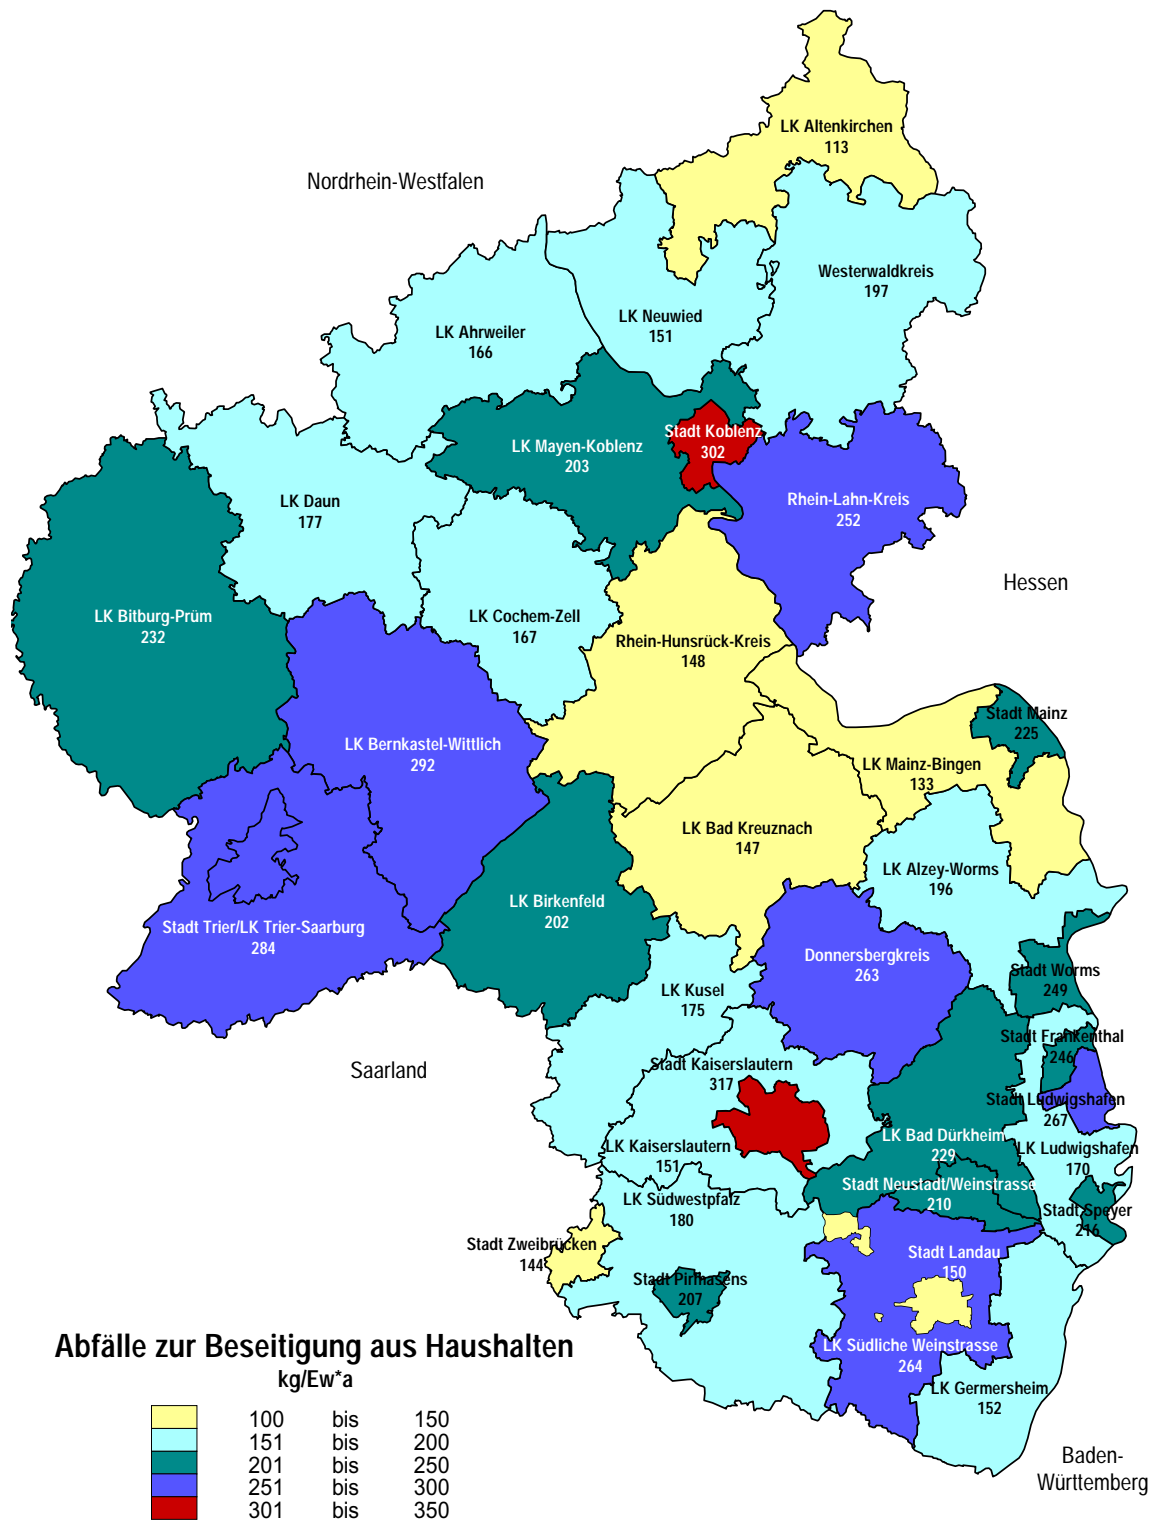 LK Altenkirchen
113
Nordrhein-Westfalen
Westerwaldkreis
197
LK Neuwied
151
LK Ahrweiler
166
Stadt Koblenz
302
LK Mayen-Koblenz
203
LK Daun
177
Rhein-Lahn-Kreis
252
Hessen
LK Bitburg-Prüm
232
LK Cochem-Zell
167
Rhein-Hunsrück-Kreis
148
Stadt Mainz
225
LK Bernkastel-Wittlich
292
LK Mainz-Bingen
133
LK Bad Kreuznach
147
LK Alzey-Worms
196
LK Birkenfeld
202
Stadt Trier/LK Trier-Saarburg
284
Donnersbergkreis
263
Stadt Worms
249
LK Kusel
175
Stadt Frankenthal
246
Saarland
Stadt Kaiserslautern
317
Stadt Ludwigshafen
267
LK Bad Dürkheim
229
LK Kaiserslautern
151
LK Ludwigshafen
170
Stadt Neustadt/Weinstrasse
210
LK Südwestpfalz
180
Stadt Speyer
216
Stadt Zweibrücken
144
Stadt Landau
150
Stadt Pirlhasens
207
LK Südliche Weinstrasse
264
LK Germersheim
152
Abfälle zur Beseitigung aus Haushalten
kg/Ew*a
100 bis 150
151 bis 200
201 bis 250
251 bis 300
301 bis 350
Baden-
Württemberg